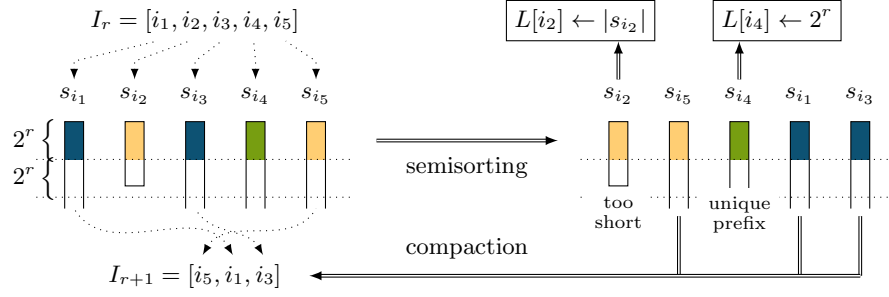 I_r = [i_1, i_2, i_3, i_4, i_5]
L[i_2] ← |s_{i_2}|
L[i_4] ← 2^r
s_{i_1} s_{i_2} s_{i_3} s_{i_4} s_{i_5}
s_{i_2} s_{i_5} s_{i_4} s_{i_1} s_{i_3}
2^r {
2^r {
semisorting
too
short
unique
prefix
compaction
I_{r+1} = [i_5, i_1, i_3]